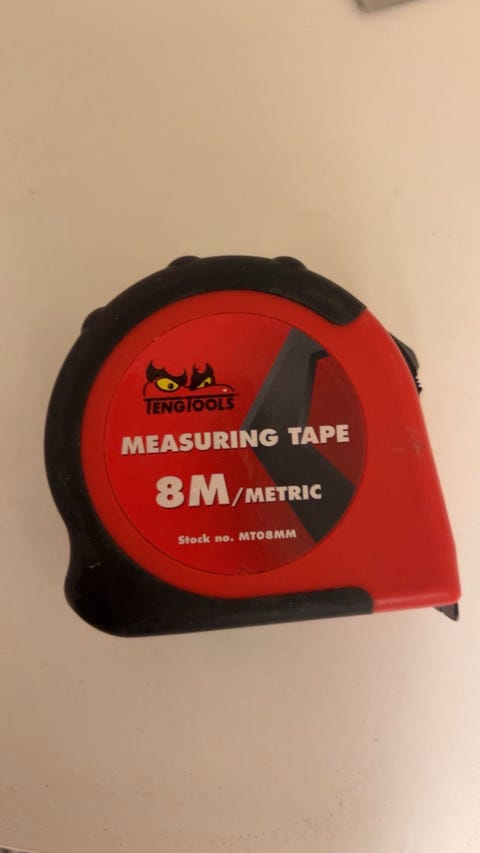 TENGTOOLS
MEASURING TAPE
8M/METRIC
Stock no. MT08MM